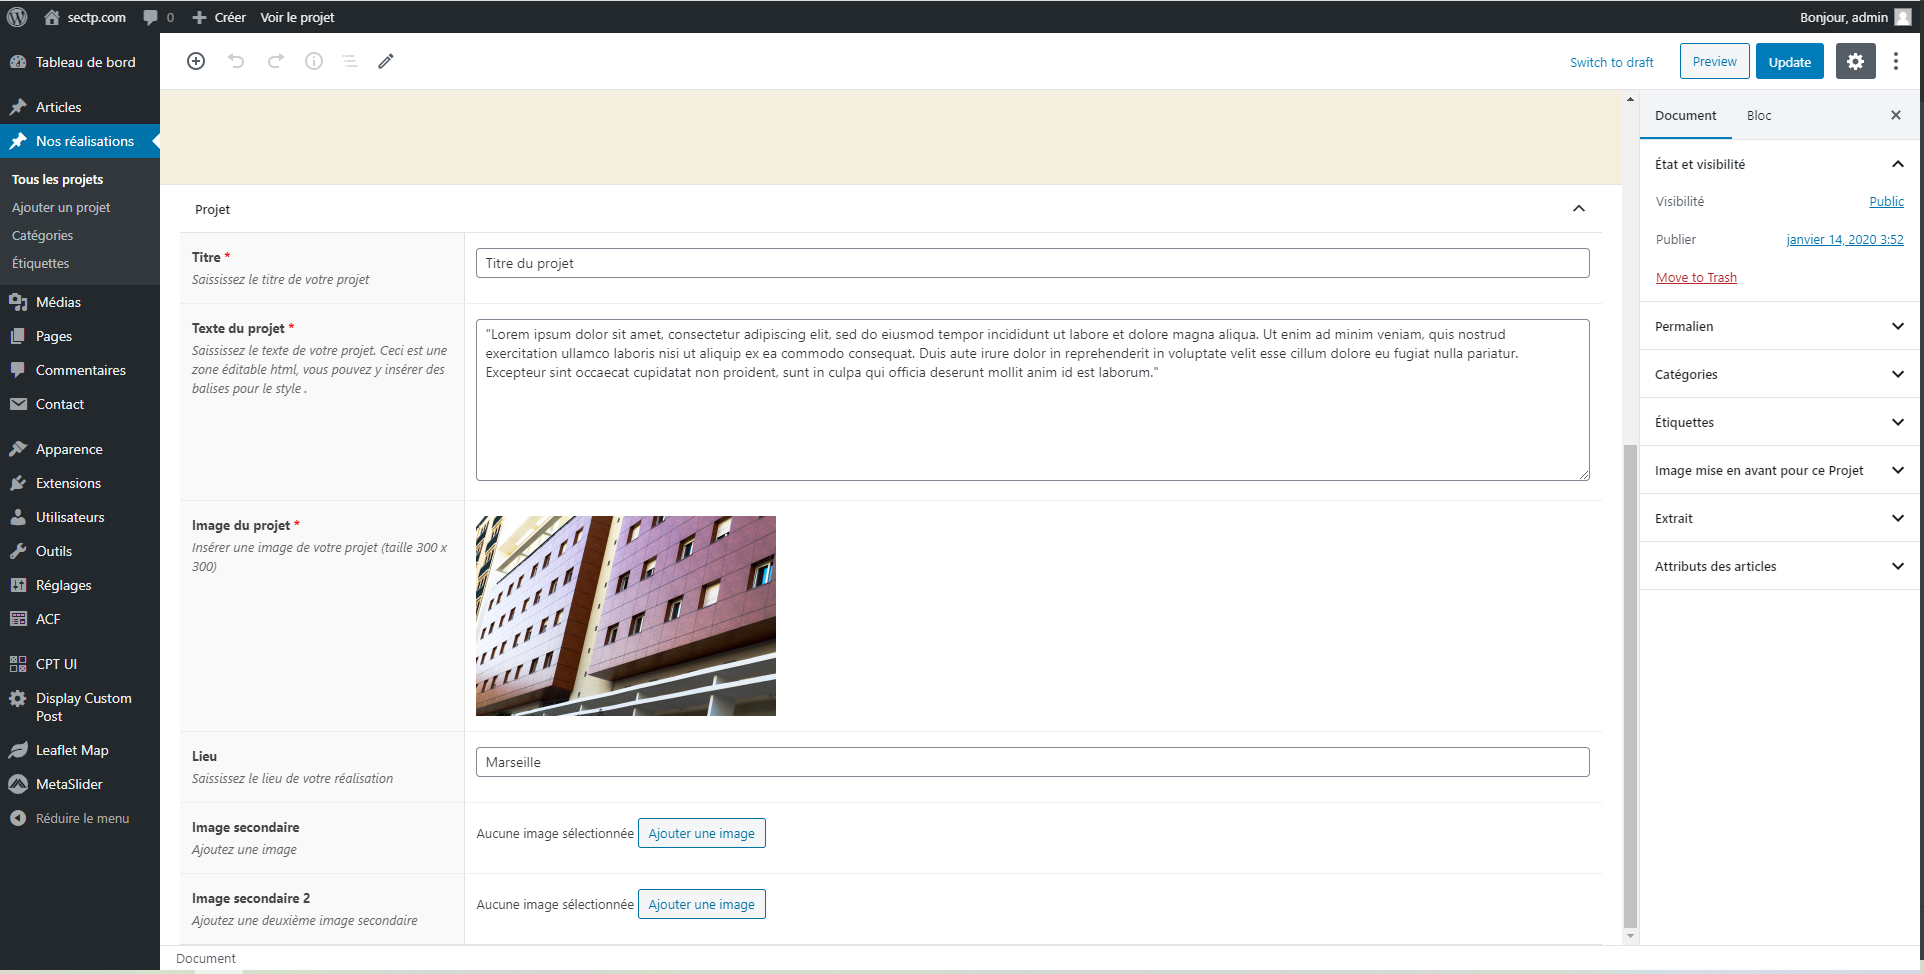 sectp.com 0 Créer Voir le projet Bonjour, admin
Tableau de bord
Articles
Nos réalisations
Tous les projets
Ajouter un projet
Catégories
Étiquettes
Médias
Pages
Commentaires
Contact
Apparence
Extensions
Utilisateurs
Outils
Réglages
ACF
CPT UI
Display Custom
Post
Leaflet Map
MetaSlider
Réduire le menu
Switch to draft Preview Update
Projet
Titre *
Saississez le titre de votre projet
Titre du projet
Texte du projet *
Saississez le texte de votre projet. Ceci est une
zone éditable html, vous pouvez y insérer des
balises pour le style .
"Lorem ipsum dolor sit amet, consectetur adipiscing elit, sed do eiusmod tempor incididunt ut labore et dolore magna aliqua. Ut enim ad minim veniam, quis nostrud
exercitation ullamco laboris nisi ut aliquip ex ea commodo consequat. Duis aute irure dolor in reprehenderit in voluptate velit esse cillum dolore eu fugiat nulla pariatur.
Excepteur sint occaecat cupidatat non proident, sunt in culpa qui officia deserunt mollit anim id est laborum."
Image du projet *
Insérer une image de votre projet (taille 300 x
300)
Lieu
Saississez le lieu de votre réalisation
Marseille
Image secondaire
Ajoutez une image
Aucune image sélectionnée Ajouter une image
Image secondaire 2
Ajoutez une deuxième image secondaire
Aucune image sélectionnée Ajouter une image
Document
Document Bloc
État et visibilité
Visibilité Public
Publier janvier 14, 2020 3:52
Move to Trash
Permalien
Catégories
Étiquettes
Image mise en avant pour ce Projet
Extrait
Attributs des articles